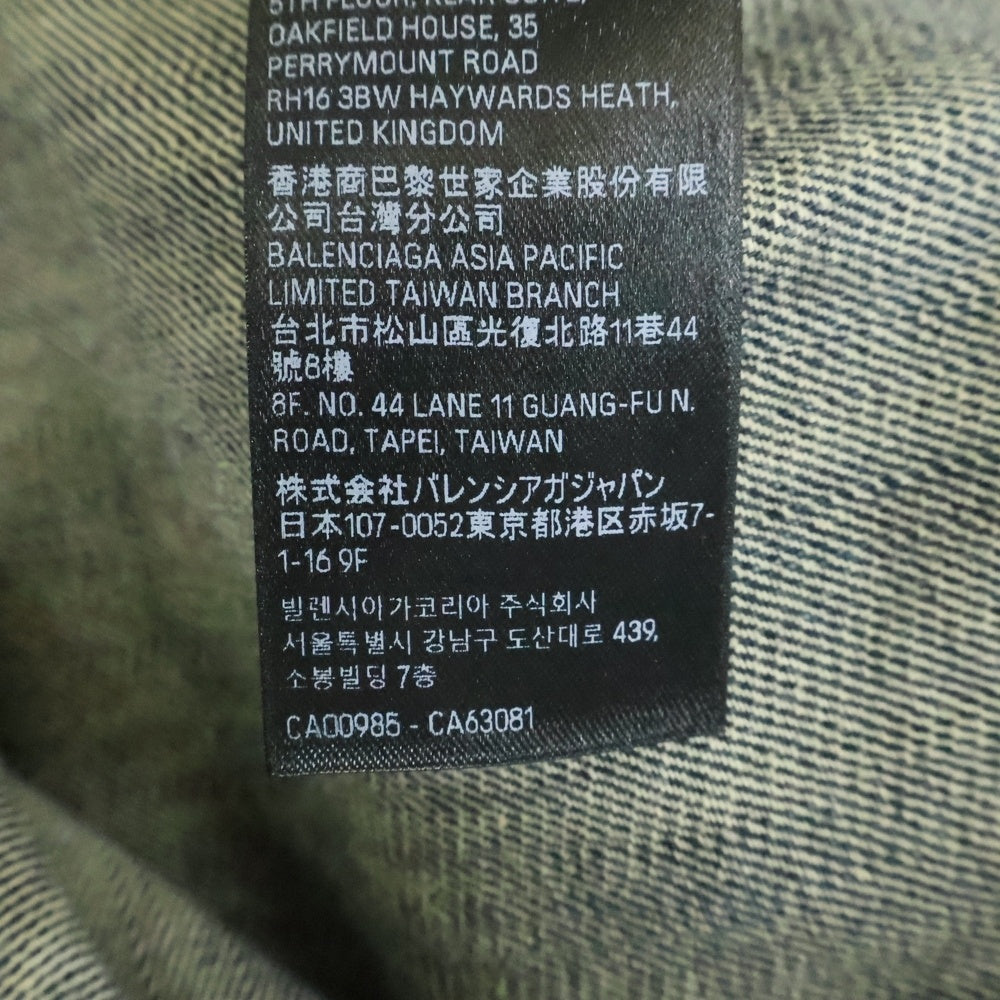 5TH FLOOR, REAR SUITE,
OAKFIELD HOUSE, 35
PERRYMOUNT ROAD
RH16 3BW HAYWARDS HEATH,
UNITED KINGDOM
香港商巴黎世家企業股份有限
公司台灣分公司
BALENCIAGA ASIA PACIFIC
LIMITED TAIWAN BRANCH
台北市松山區光復北路11巷44
號8樓
8F. NO. 44 LANE 11 GUANG-FU N.
ROAD, TAPEI, TAIWAN
株式会社バレンシアガジャパン
日本107-0052東京都港区赤坂7-
1-16 9F
빌렌시아가코리아 주식회사
서울특별시 강남구 도산대로 439,
소봉빌딩 7층
CA00985 - CA63081